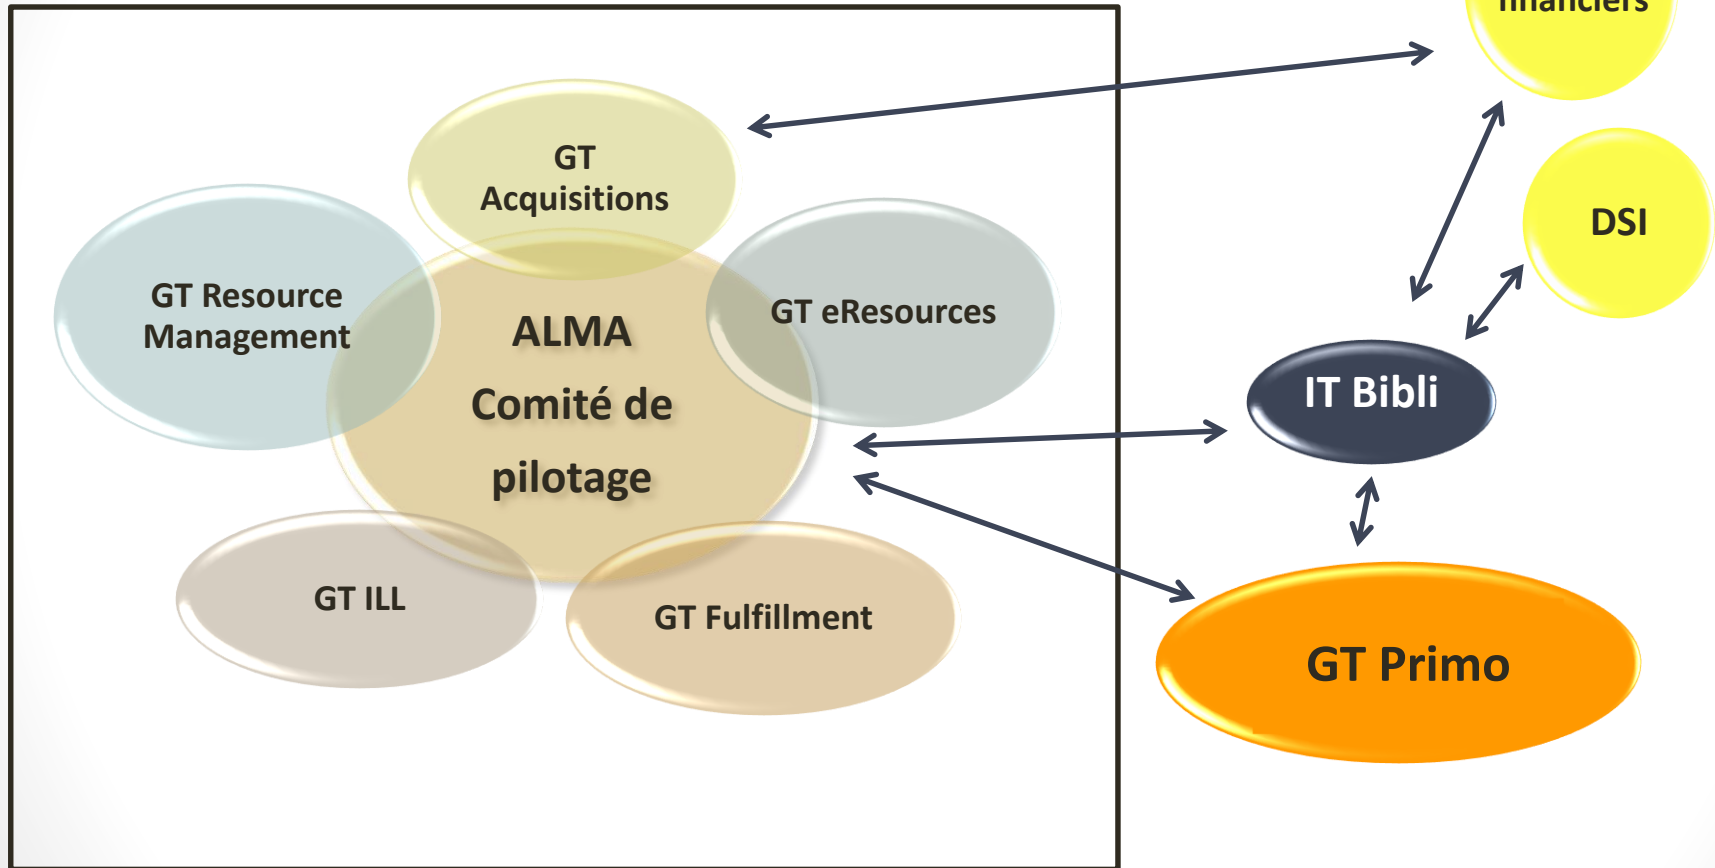 financiers
GT
Acquisitions
DSI
GT Resource
Management
GT eResources
ALMA
Comité de
pilotage
IT Bibli
GT ILL
GT Fulfillment
GT Primo